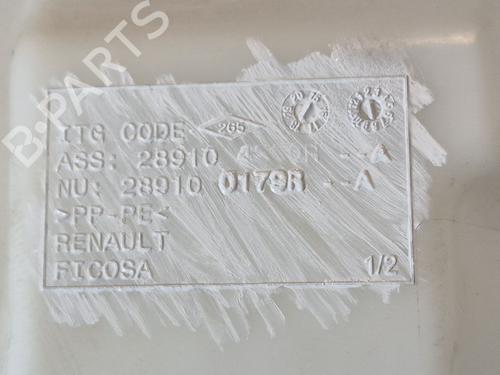 B-PARTS
ITG CODE 265
ASS: 28910 --A
NU: 28910 0179R --A
>PP-PE<
RENAULT
FICOSA 1/2